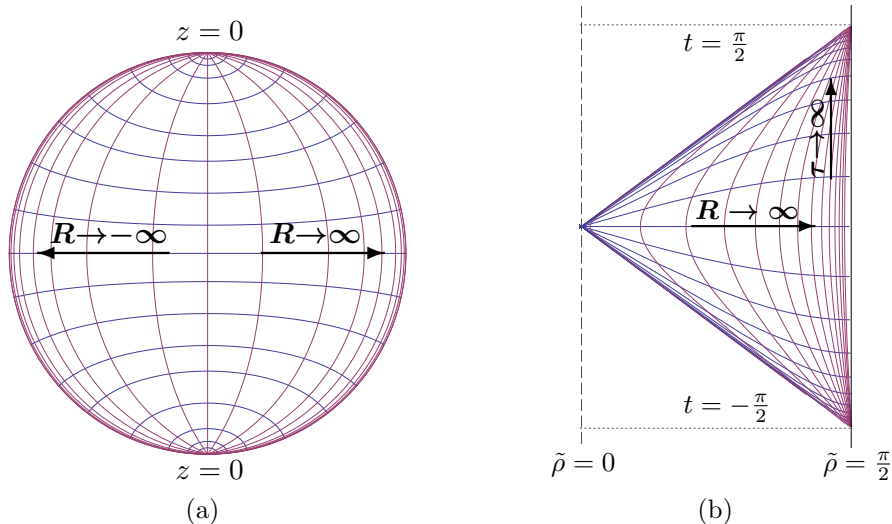 z = 0
R→−∞
R→∞
z = 0
(a)
t = π/2
τ→∞
R → ∞
t = −π/2
ρ̃ = 0
ρ̃ = π/2
(b)